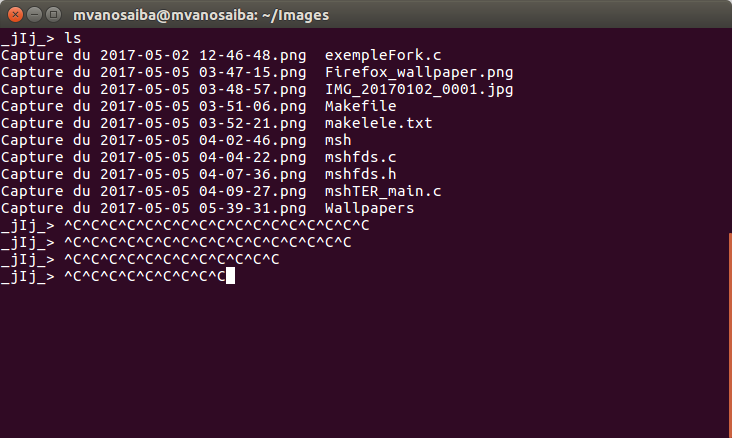 mvanosaiba@mvanosaiba: ~/Images
_jIj_> ls
Capture du 2017-05-02 12-46-48.png  exempleFork.c
Capture du 2017-05-05 03-47-15.png  Firefox_wallpaper.png
Capture du 2017-05-05 03-48-57.png  IMG_20170102_0001.jpg
Capture du 2017-05-05 03-51-06.png  Makefile
Capture du 2017-05-05 03-52-21.png  makelele.txt
Capture du 2017-05-05 04-02-46.png  msh
Capture du 2017-05-05 04-04-22.png  mshfds.c
Capture du 2017-05-05 04-07-36.png  mshfds.h
Capture du 2017-05-05 04-09-27.png  mshTER_main.c
Capture du 2017-05-05 05-39-31.png  Wallpapers
_jIj_> ^C^C^C^C^C^C^C^C^C^C^C^C^C^C^C^C^C
_jIj_> ^C^C^C^C^C^C^C^C^C^C^C^C^C^C^C^C
_jIj_> ^C^C^C^C^C^C^C^C^C^C^C^C
_jIj_> ^C^C^C^C^C^C^C^C^C